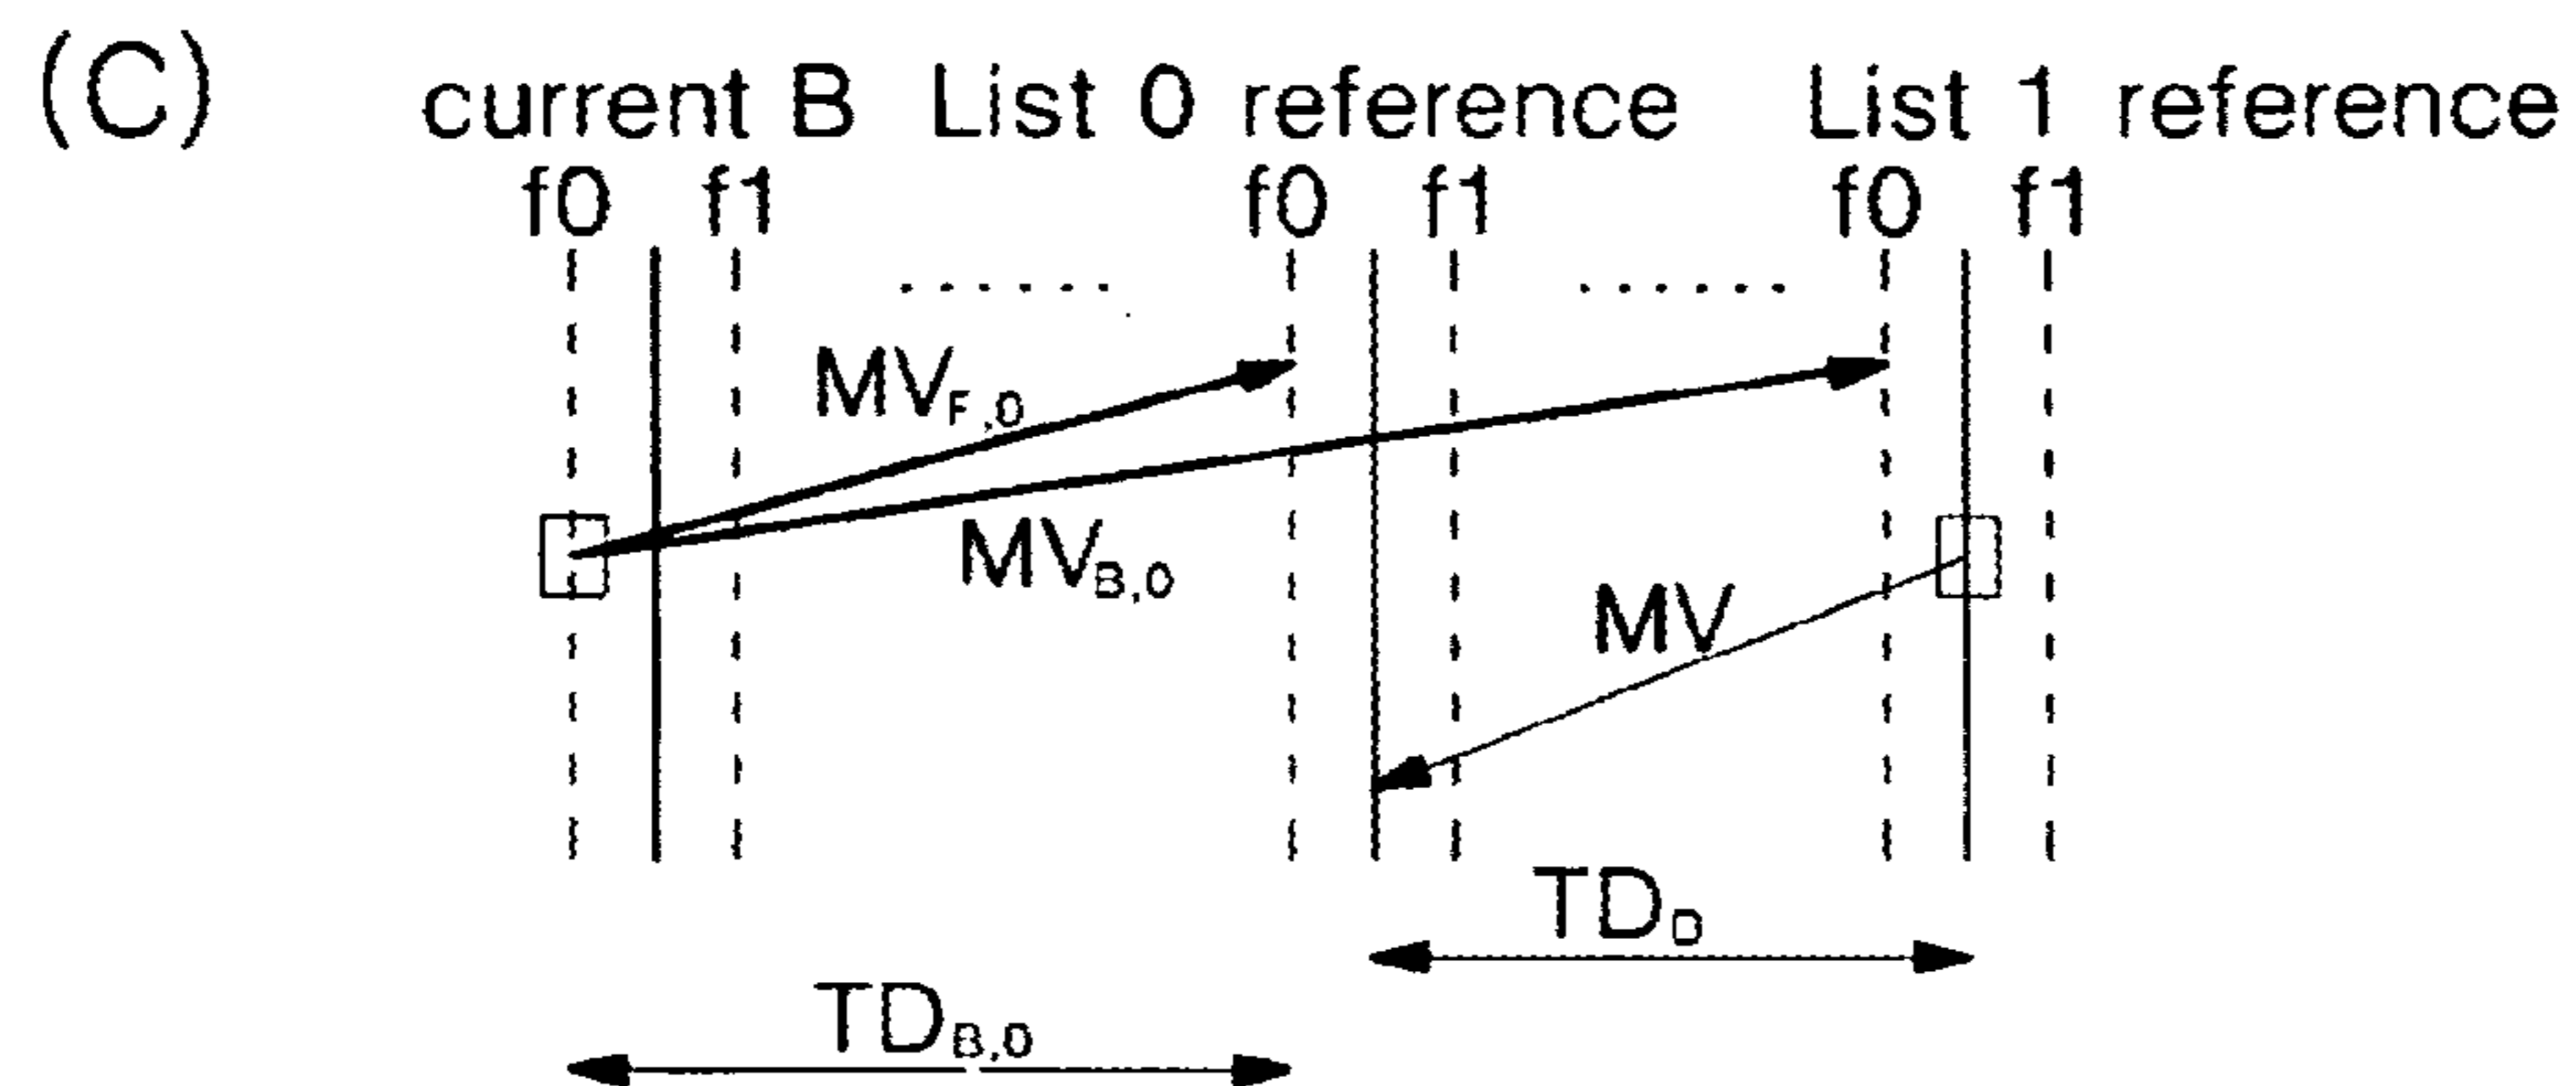 (C) current B List 0 reference List 1 reference
f0 f1 f0 f1 f0 f1
......  ......
MVF,0
MVB,0
MV
TDD
TDB,0